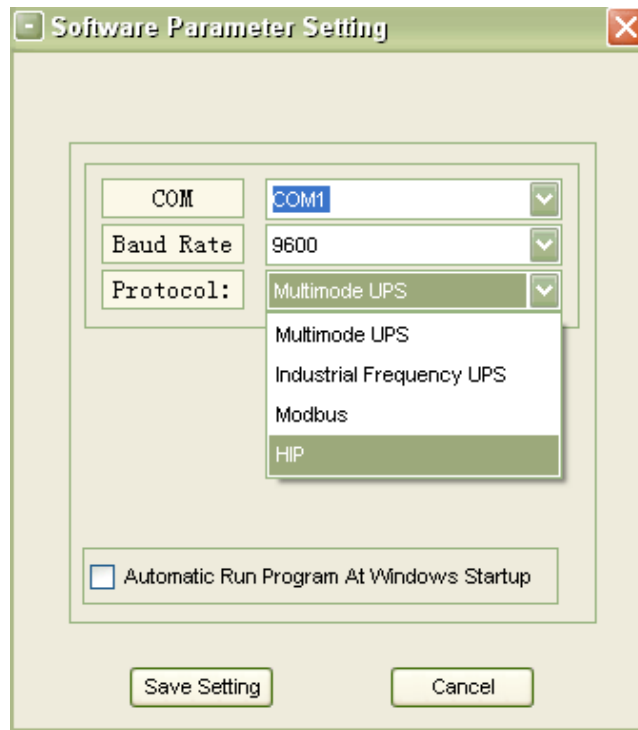 Software Parameter Setting
COM COM1
Baud Rate 9600
Protocol: Multimode UPS
Multimode UPS
Industrial Frequency UPS
Modbus
HIP
Automatic Run Program At Windows Startup
Save Setting Cancel